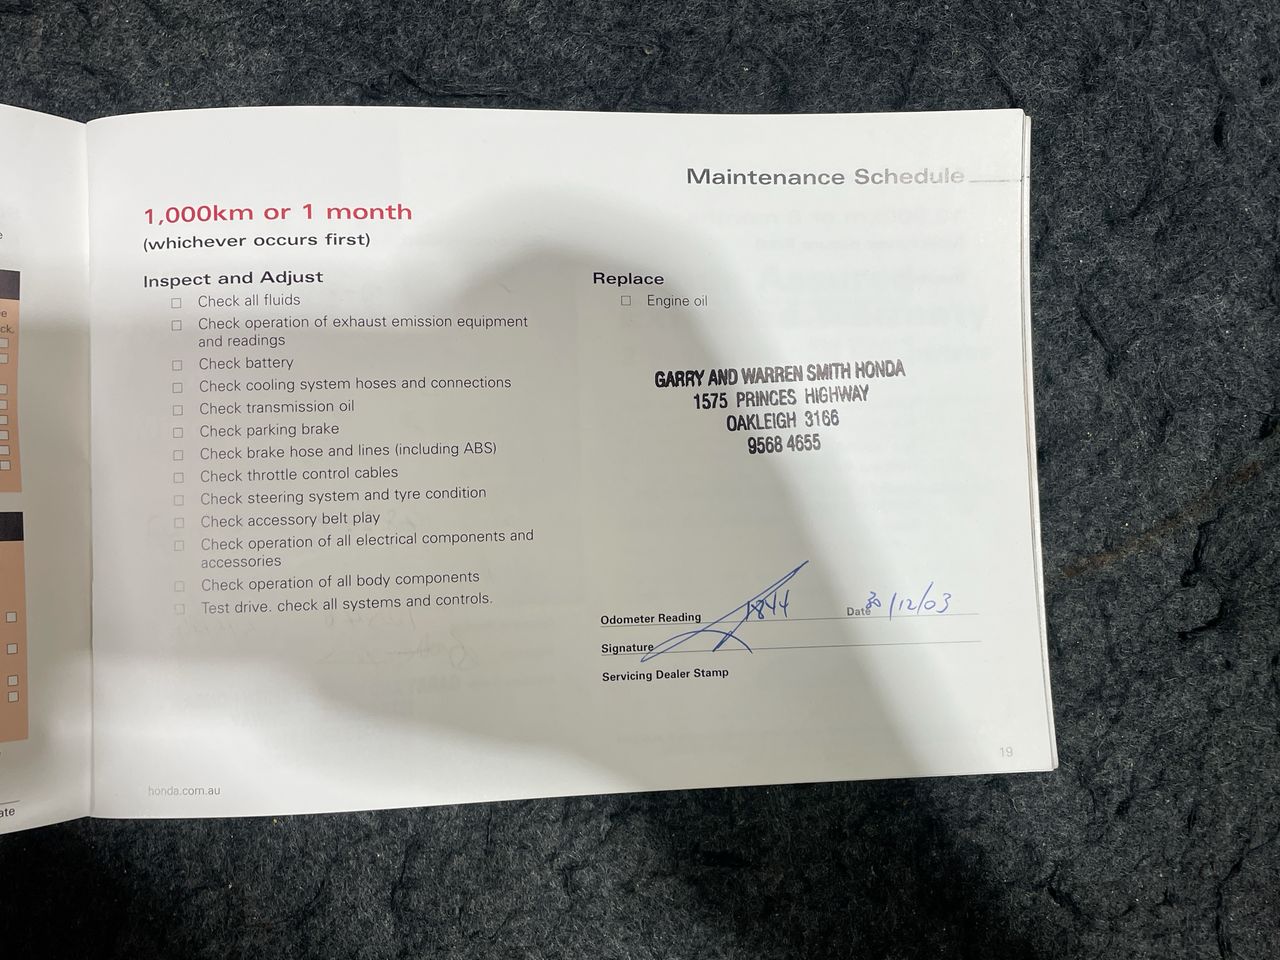 Maintenance Schedule
1,000km or 1 month
(whichever occurs first)
Inspect and Adjust
Check all fluids
Check operation of exhaust emission equipment
and readings
Check battery
Check cooling system hoses and connections
Check transmission oil
Check parking brake
Check brake hose and lines (including ABS)
Check throttle control cables
Check steering system and tyre condition
Check accessory belt play
Check operation of all electrical components and
accessories
Check operation of all body components
Test drive. check all systems and controls.
Replace
Engine oil
GARRY AND WARREN SMITH HONDA
1575 PRINCES HIGHWAY
OAKLEIGH 3166
9568 4655
Odometer Reading 1844 Date 30/12/03
Signature
Servicing Dealer Stamp
honda.com.au
19